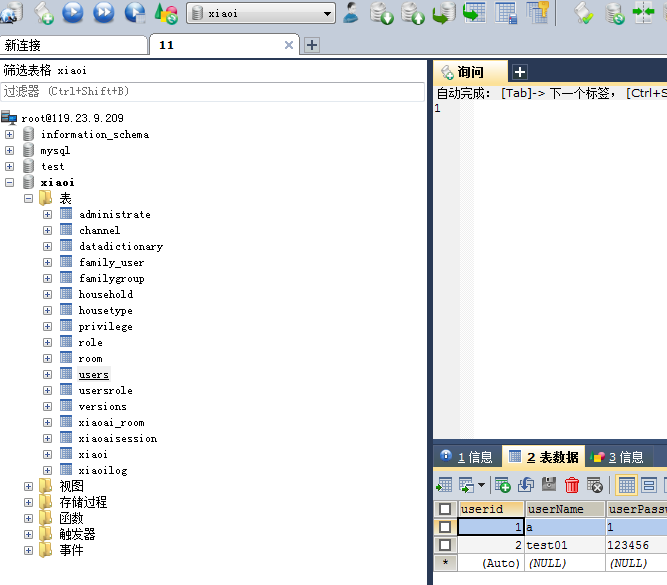 xiaoi
新连接
11
筛选表格 xiaoi
过滤器 (Ctrl+Shift+B)
root@119.23.9.209
information_schema
mysql
test
xiaoi
表
administrate
channel
datadictionary
family_user
familygroup
household
housetype
privilege
role
room
users
usersrole
versions
xiaoai_room
xiaoaisession
xiaoi
xiaoilog
视图
存储过程
函数
触发器
事件
询问
自动完成: [Tab]-> 下一个标签, [Ctrl+S
1
1 信息
2 表数据
3 信息
userid userName userPassw
1 a 1
2 test01 123456
* (Auto) (NULL) (NULL)